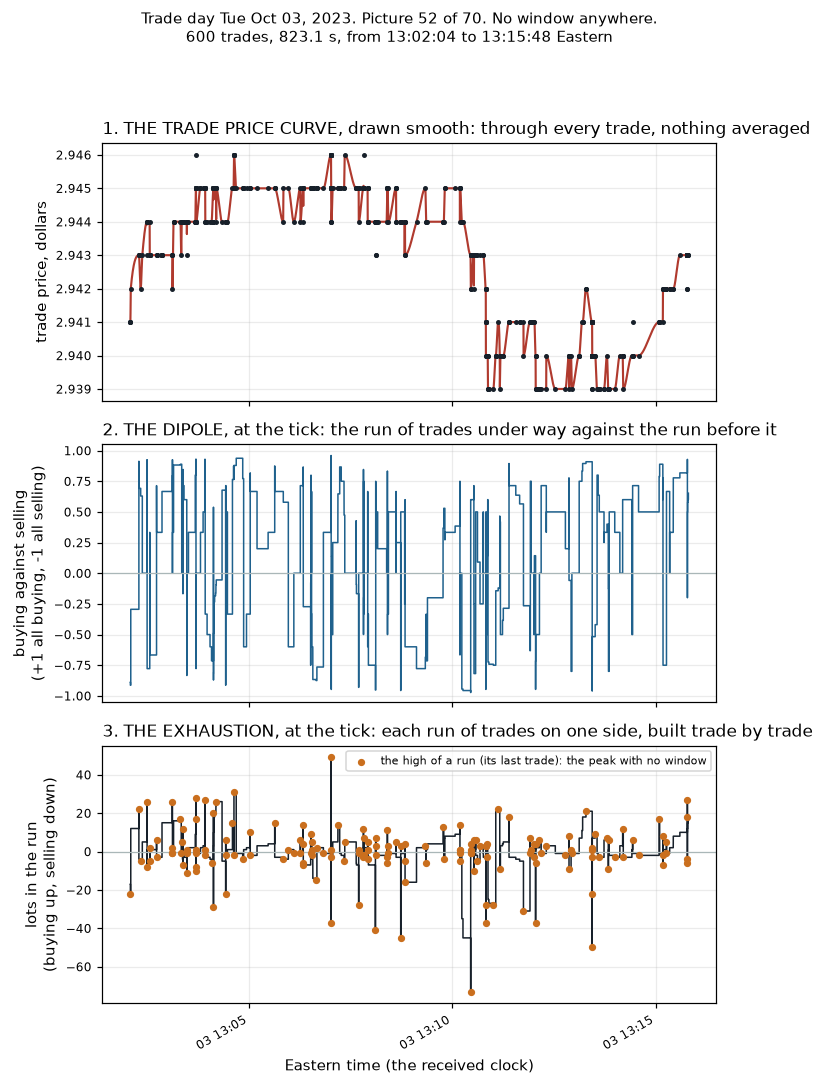 Trade day Tue Oct 03, 2023. Picture 52 of 70. No window anywhere.
600 trades, 823.1 s, from 13:02:04 to 13:15:48 Eastern
1. THE TRADE PRICE CURVE, drawn smooth: through every trade, nothing averaged
trade price, dollars
2.946
2.945
2.944
2.943
2.942
2.941
2.940
2.939
2. THE DIPOLE, at the tick: the run of trades under way against the run before it
buying against selling
(+1 all buying, -1 all selling)
1.00
0.75
0.50
0.25
0.00
−0.25
−0.50
−0.75
−1.00
3. THE EXHAUSTION, at the tick: each run of trades on one side, built trade by trade
the high of a run (its last trade): the peak with no window
lots in the run
(buying up, selling down)
40
20
0
−20
−40
−60
03 13:05
03 13:10
03 13:15
Eastern time (the received clock)